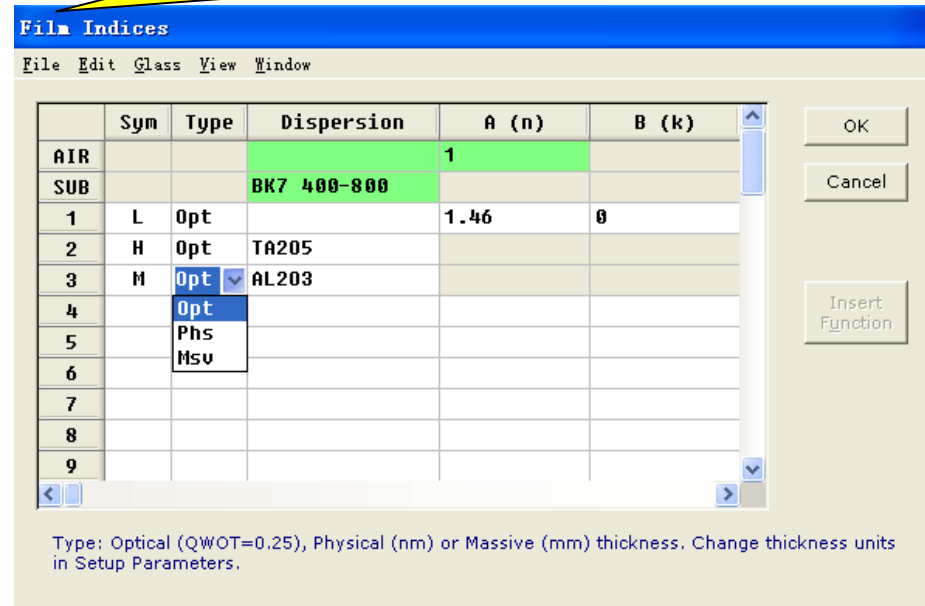 Film Indices
File Edit Glass View Window
Sym Type Dispersion A (n) B (k)
OK
AIR 1
SUB BK7 400-800
Cancel
1 L Opt 1.46 0
2 H Opt TA205
3 M Opt AL203
4 Opt
Insert
Function
5 Phs
Msv
6
7
8
9
Type: Optical (QWOT=0.25), Physical (nm) or Massive (mm) thickness. Change thickness units
in Setup Parameters.